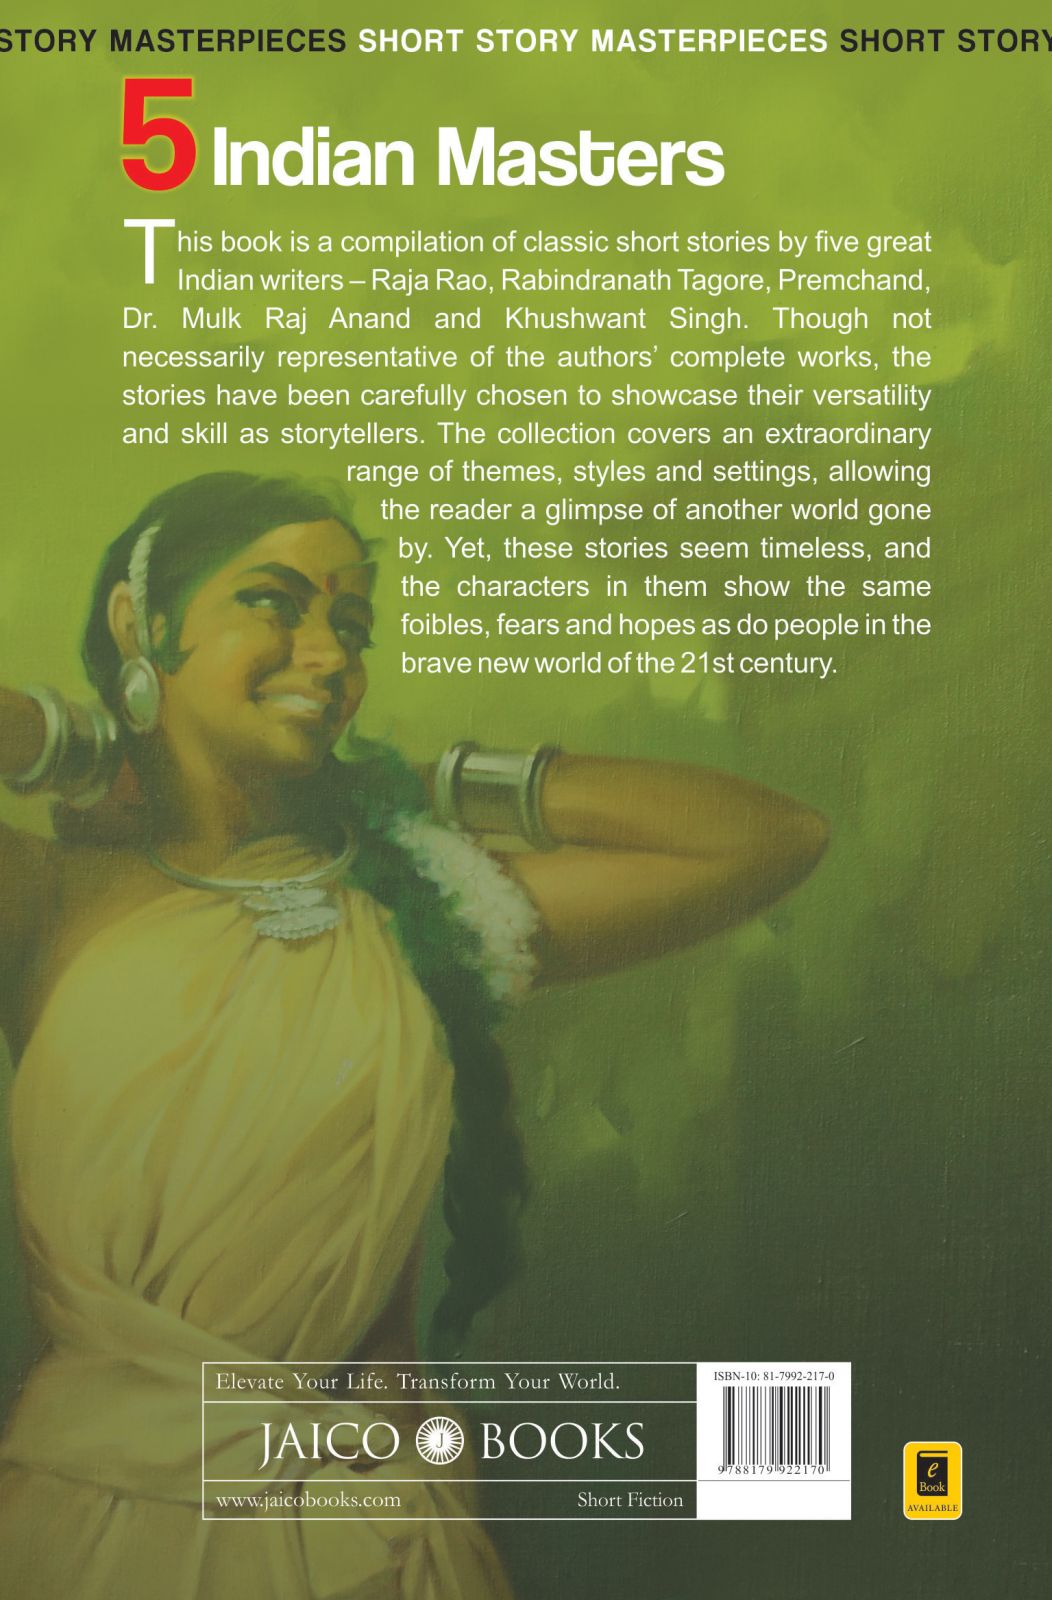 STORY MASTERPIECES SHORT STORY MASTERPIECES SHORT STORY
5 Indian Masters
This book is a compilation of classic short stories by five great
Indian writers – Raja Rao, Rabindranath Tagore, Premchand,
Dr. Mulk Raj Anand and Khushwant Singh. Though not
necessarily representative of the authors’ complete works, the
stories have been carefully chosen to showcase their versatility
and skill as storytellers. The collection covers an extraordinary
range of themes, styles and settings, allowing
the reader a glimpse of another world gone
by. Yet, these stories seem timeless, and
the characters in them show the same
foibles, fears and hopes as do people in the
brave new world of the 21st century.
Elevate Your Life. Transform Your World.
JAICO J BOOKS
www.jaicobooks.com Short Fiction
ISBN-10: 81-7992-217-0
9788179922170
e
Book
AVAILABLE